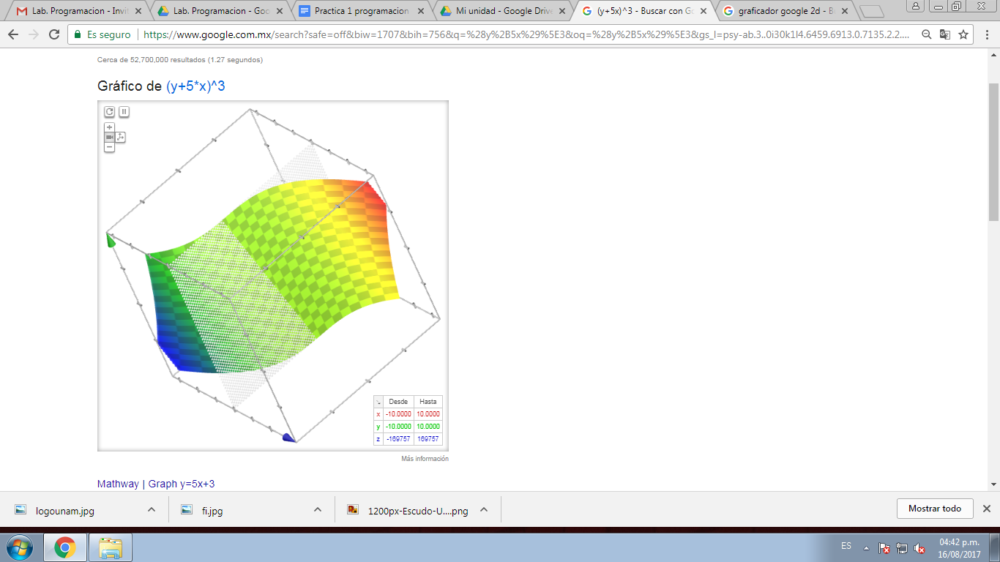 Lab. Programacion - Invi
Lab. Programacion - Goo
Practica 1 programacion
Mi unidad - Google Drive
(y+5x)^3 - Buscar con Go
graficador google 2d - B
Es seguro
https://www.google.com.mx/search?safe=off&biw=1707&bih=756&q=%28y%2B5x%29%5E3&oq=%28y%2B5x%29%5E3&gs_l=psy-ab.3..0i30k1l4.6459.6913.0.7135.2.2....
Cerca de 52,700,000 resultados (1.27 segundos)
Gráfico de (y+5*x)^3
Desde Hasta
x -10.0000 10.0000
y -10.0000 10.0000
z -169757 169757
Más información
Mathway | Graph y=5x+3
logounam.jpg
fi.jpg
1200px-Escudo-U....png
Mostrar todo
ES
04:42 p.m.
16/08/2017